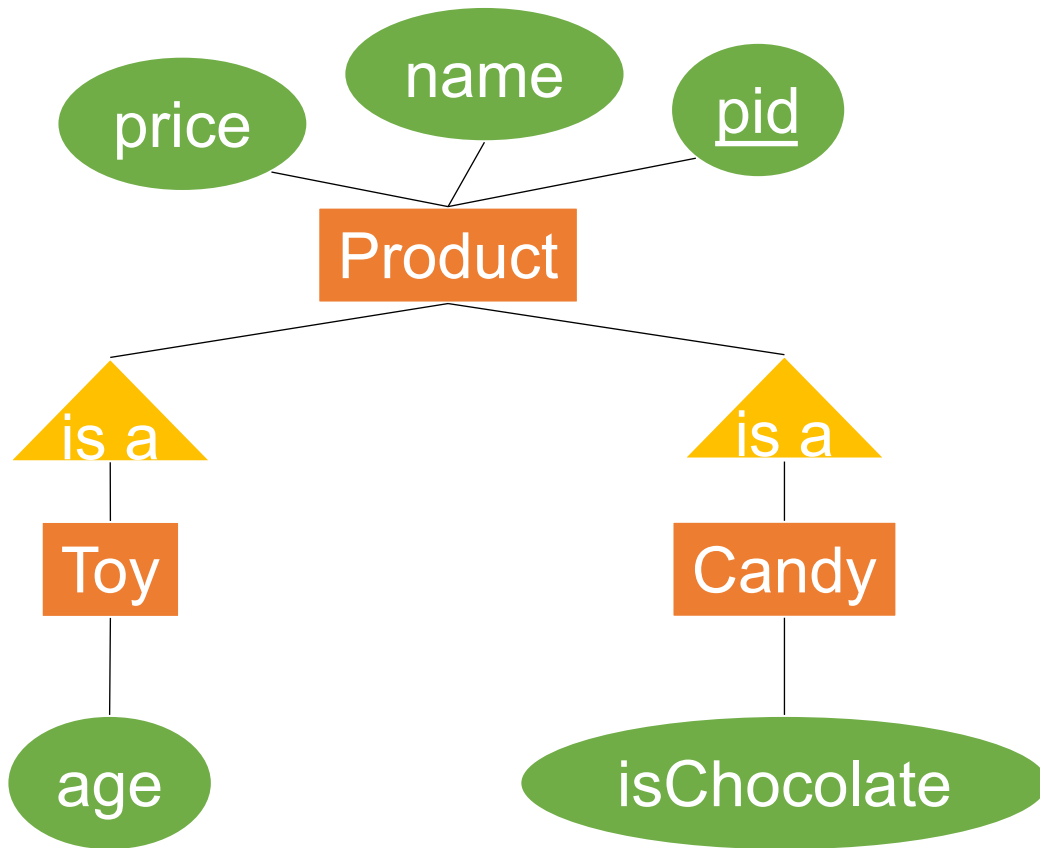 price
name
pid
Product
is a
is a
Toy
Candy
age
isChocolate